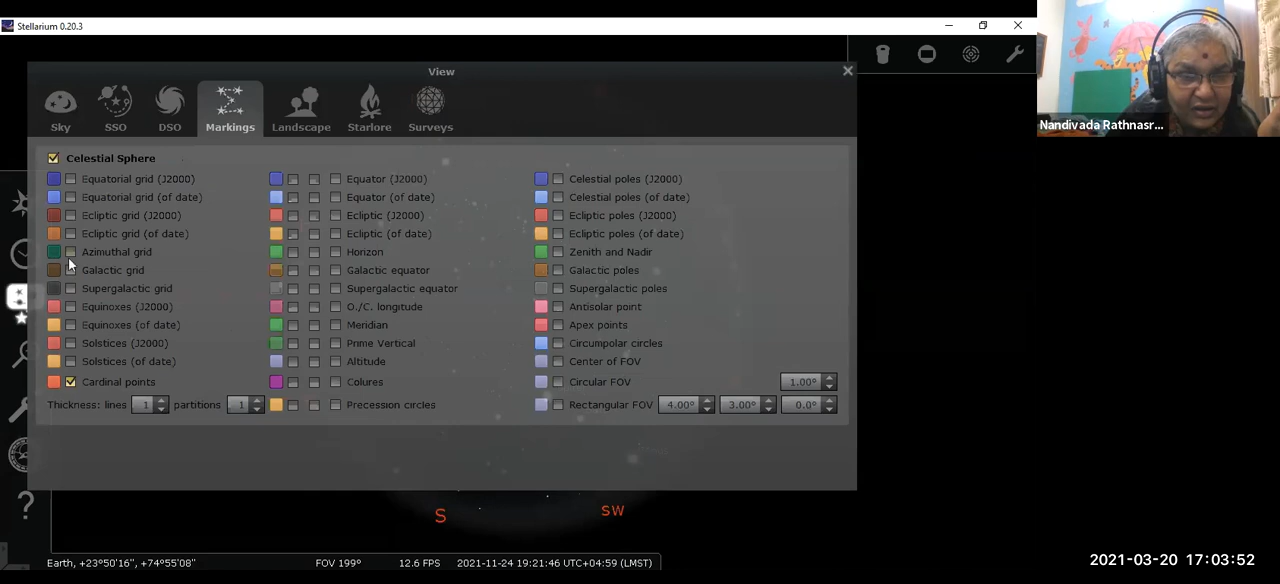 Stellarium 0.20.3
View
Sky SSO DSO Markings Landscape Starlore Surveys
Nandivada Rathnasr...
Celestial Sphere
Equatorial grid (J2000) Equator (J2000) Celestial poles (J2000)
Equatorial grid (of date) Equator (of date) Celestial poles (of date)
Ecliptic grid (J2000) Ecliptic (J2000) Ecliptic poles (J2000)
Ecliptic grid (of date) Ecliptic (of date) Ecliptic poles (of date)
Azimuthal grid Horizon Zenith and Nadir
Galactic grid Galactic equator Galactic poles
Supergalactic grid Supergalactic equator Supergalactic poles
Equinoxes (J2000) O./C. longitude Antisolar point
Equinoxes (of date) Meridian Apex points
Solstices (J2000) Prime Vertical Circumpolar circles
Solstices (of date) Altitude Center of FOV
Cardinal points Colures Circular FOV 1.00°
Thickness: lines 1 partitions 1 Precession circles Rectangular FOV 4.00° 3.00° 0.0°
S SW
Earth, +23°50'16", +74°55'08" FOV 199° 12.6 FPS 2021-11-24 19:21:46 UTC+04:59 (LMST)
2021-03-20 17:03:52